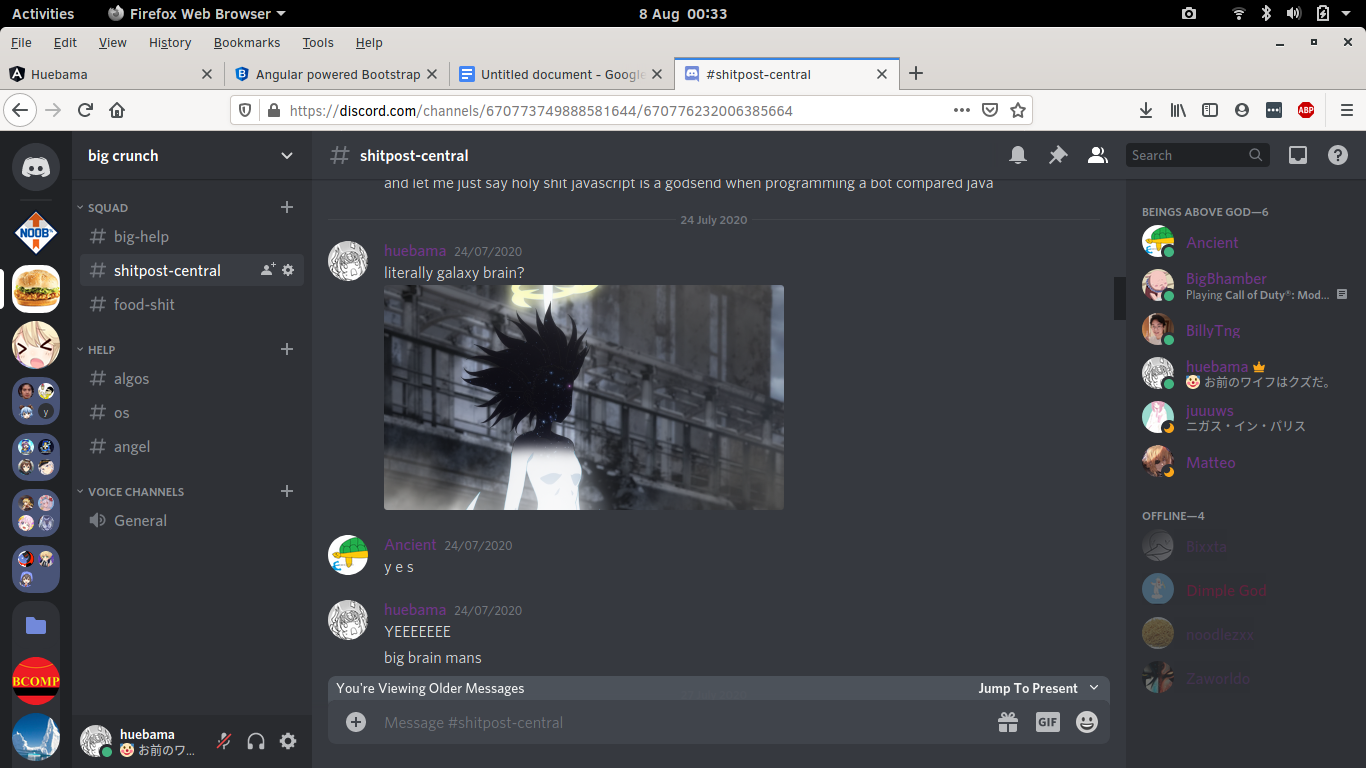 Activities Firefox Web Browser 8 Aug 00:33
File Edit View History Bookmarks Tools Help
Huebama Angular powered Bootstrap Untitled document - Google #shitpost-central
https://discord.com/channels/670773749888581644/670776232006385664 ABP
big crunch shitpost-central Search
and let me just say holy shit javascript is a godsend when programming a bot compared java
24 July 2020
NOOB
SQUAD
big-help
shitpost-central
food-shit
HELP
algos
os
angel
VOICE CHANNELS
General
y
BCOMP
huebama
お前のワ...
huebama 24/07/2020
literally galaxy brain?
Ancient 24/07/2020
y e s
huebama 24/07/2020
YEEEEEEE
big brain mans
You're Viewing Older Messages Jump To Present
Message #shitpost-central GIF
BEINGS ABOVE GOD—6
Ancient
BigBhamber
Playing Call of Duty®: Mod...
BillyTng
huebama
お前のワイフはクズだ。
juuuws
ニガス・イン・パリス
Matteo
OFFLINE—4
Bixxta
Dimple God
noodlezxx
Zaworldo